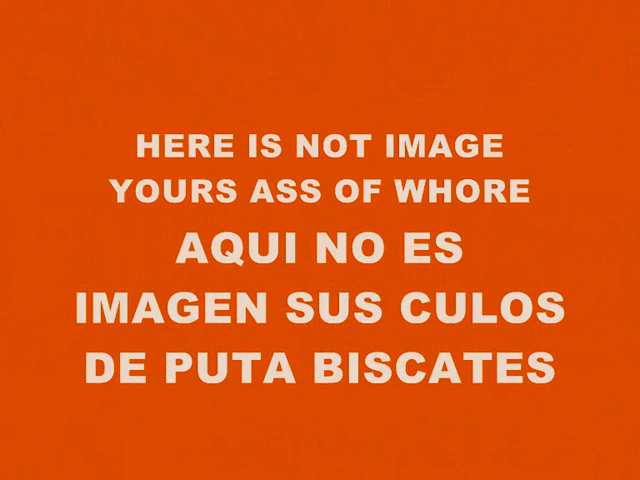 HERE IS NOT IMAGE
YOURS ASS OF WHORE
AQUI NO ES
IMAGEN SUS CULOS
DE PUTA BISCATES